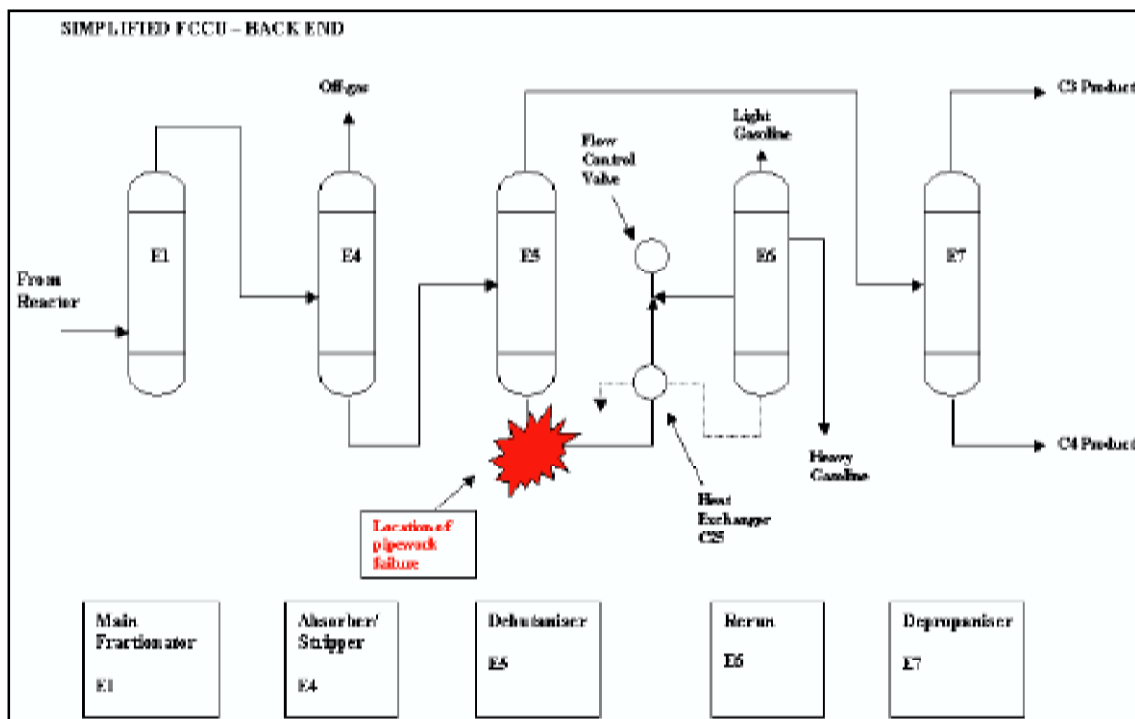 SIMPLIFIED FCCU – BACK END
Off-gas
C3 Product
Light
Gasoline
Flow
Control
Valve
E1
E4
E5
E6
E7
From
Reactor
Heavy
Gasoline
C4 Product
Heat
Exchanger
C25
Location of
pipework
failure
Main
Fractionator
E1
Absorber/
Stripper
E4
Debutaniser
E5
Rerun
E6
Depropaniser
E7